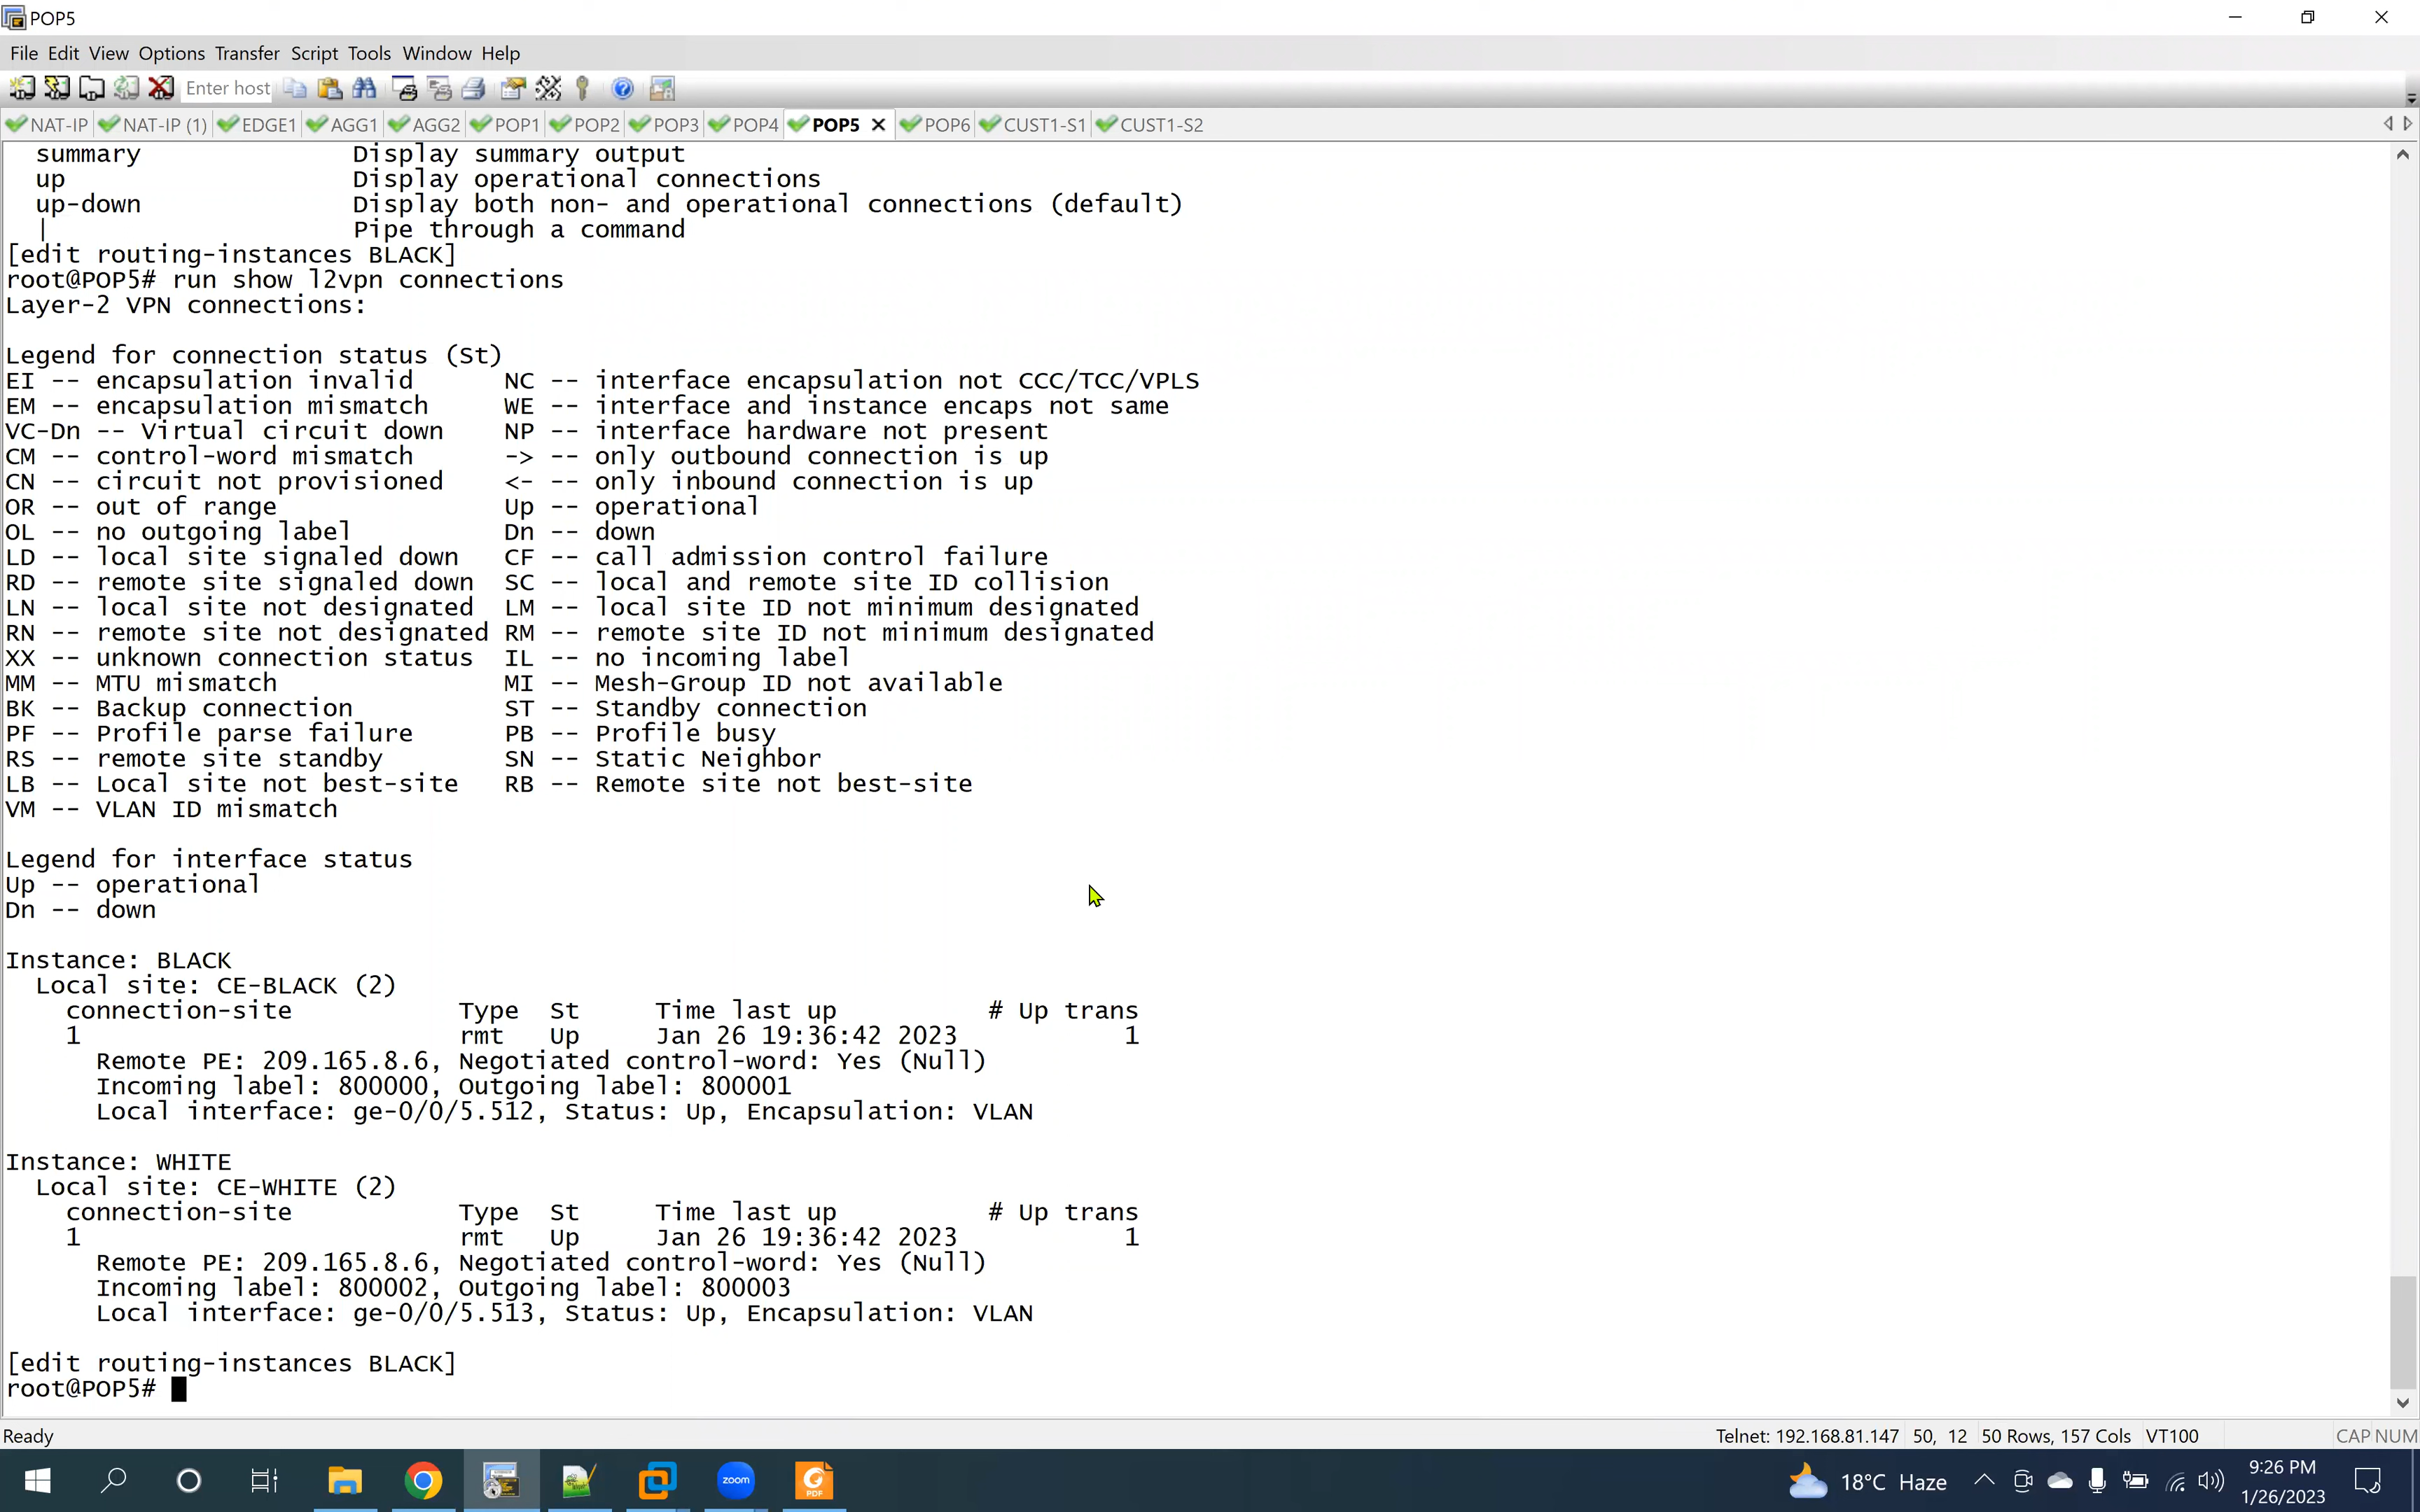 POP5
File Edit View Options Transfer Script Tools Window Help
Enter host
NAT-IP NAT-IP (1) EDGE1 AGG1 AGG2 POP1 POP2 POP3 POP4 POP5 POP6 CUST1-S1 CUST1-S2
summary Display summary output
up Display operational connections
up-down Display both non- and operational connections (default)
| Pipe through a command
[edit routing-instances BLACK]
root@POP5# run show l2vpn connections
Layer-2 VPN connections:
Legend for connection status (St)
EI -- encapsulation invalid NC -- interface encapsulation not CCC/TCC/VPLS
EM -- encapsulation mismatch WE -- interface and instance encaps not same
VC-Dn -- Virtual circuit down NP -- interface hardware not present
CM -- control-word mismatch -> -- only outbound connection is up
CN -- circuit not provisioned <- -- only inbound connection is up
OR -- out of range Up -- operational
OL -- no outgoing label Dn -- down
LD -- local site signaled down CF -- call admission control failure
RD -- remote site signaled down SC -- local and remote site ID collision
LN -- local site not designated LM -- local site ID not minimum designated
RN -- remote site not designated RM -- remote site ID not minimum designated
XX -- unknown connection status IL -- no incoming label
MM -- MTU mismatch MI -- Mesh-Group ID not available
BK -- Backup connection ST -- Standby connection
PF -- Profile parse failure PB -- Profile busy
RS -- remote site standby SN -- Static Neighbor
LB -- Local site not best-site RB -- Remote site not best-site
VM -- VLAN ID mismatch
Legend for interface status
Up -- operational
Dn -- down
Instance: BLACK
Local site: CE-BLACK (2)
connection-site Type St Time last up # Up trans
1 rmt Up Jan 26 19:36:42 2023 1
Remote PE: 209.165.8.6, Negotiated control-word: Yes (Null)
Incoming label: 800000, Outgoing label: 800001
Local interface: ge-0/0/5.512, Status: Up, Encapsulation: VLAN
Instance: WHITE
Local site: CE-WHITE (2)
connection-site Type St Time last up # Up trans
1 rmt Up Jan 26 19:36:42 2023 1
Remote PE: 209.165.8.6, Negotiated control-word: Yes (Null)
Incoming label: 800002, Outgoing label: 800003
Local interface: ge-0/0/5.513, Status: Up, Encapsulation: VLAN
[edit routing-instances BLACK]
root@POP5#
Ready Telnet: 192.168.81.147 50, 12 50 Rows, 157 Cols VT100 CAP NUM
zoom PDF 18°C Haze 9:26 PM
1/26/2023